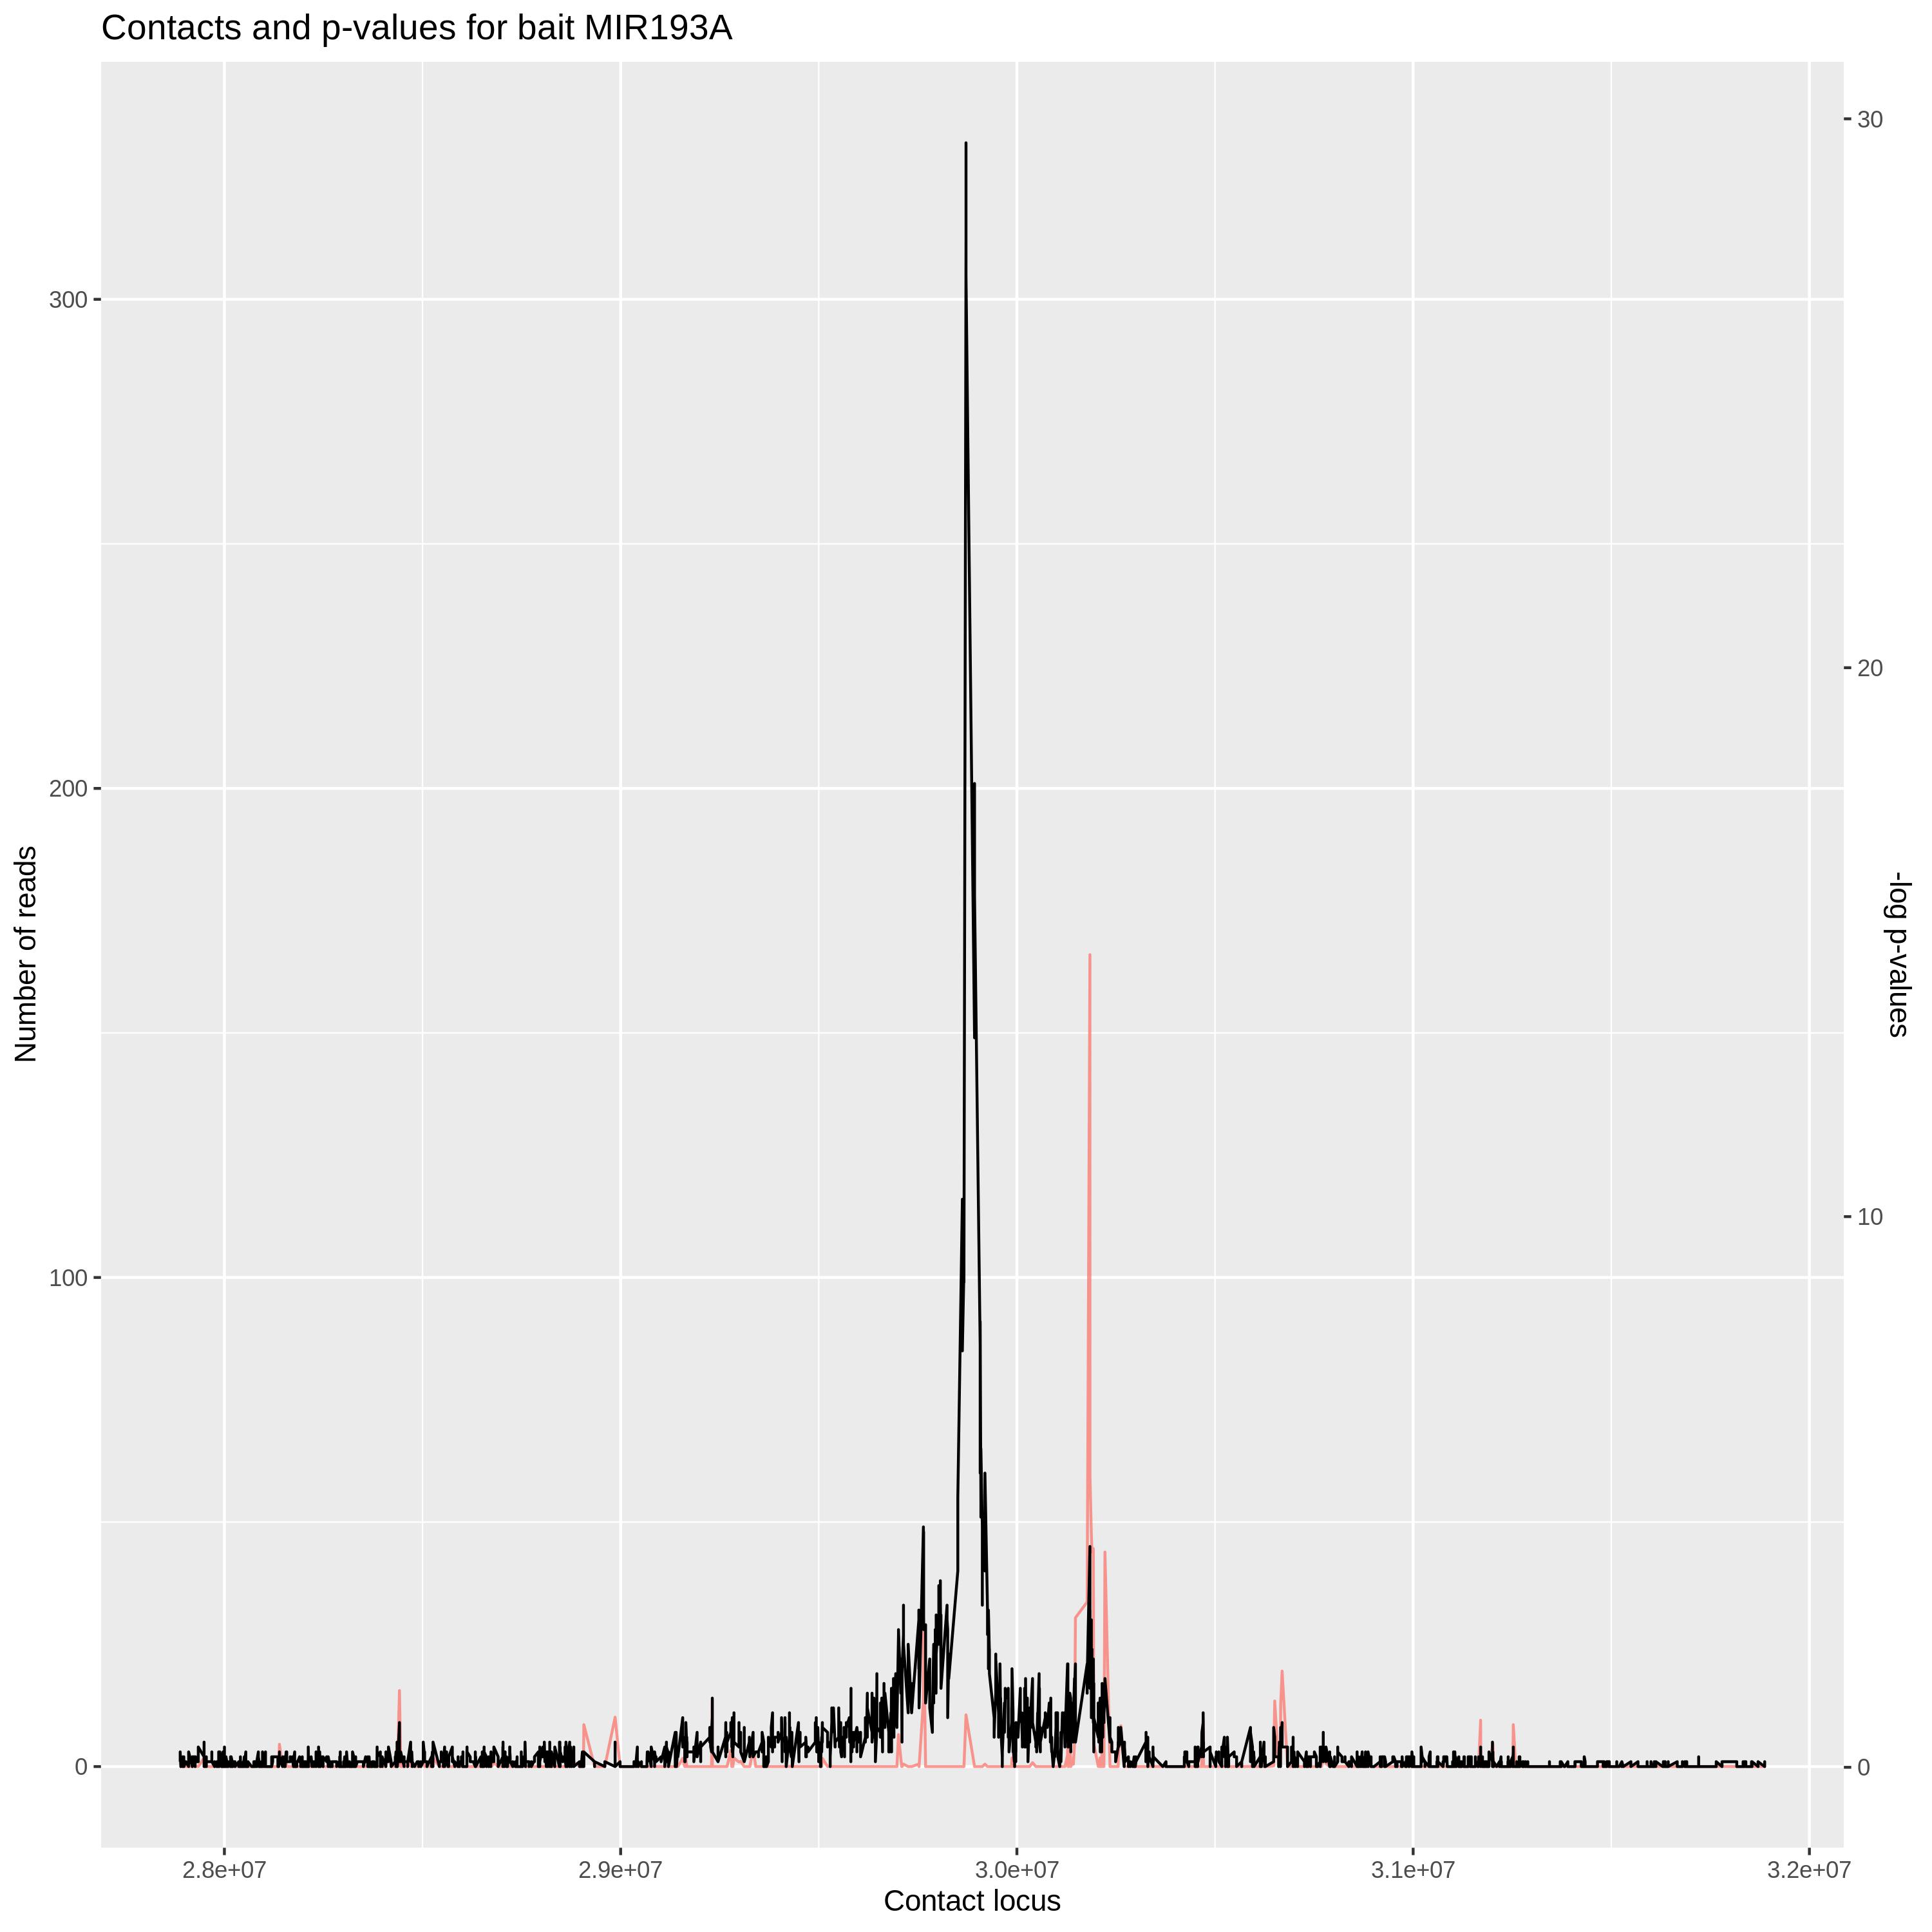 Contacts and p-values for bait MIR193A
300
200
100
0
Number of reads
30
20
10
0
-log p-values
2.8e+07
2.9e+07
3.0e+07
3.1e+07
3.2e+07
Contact locus